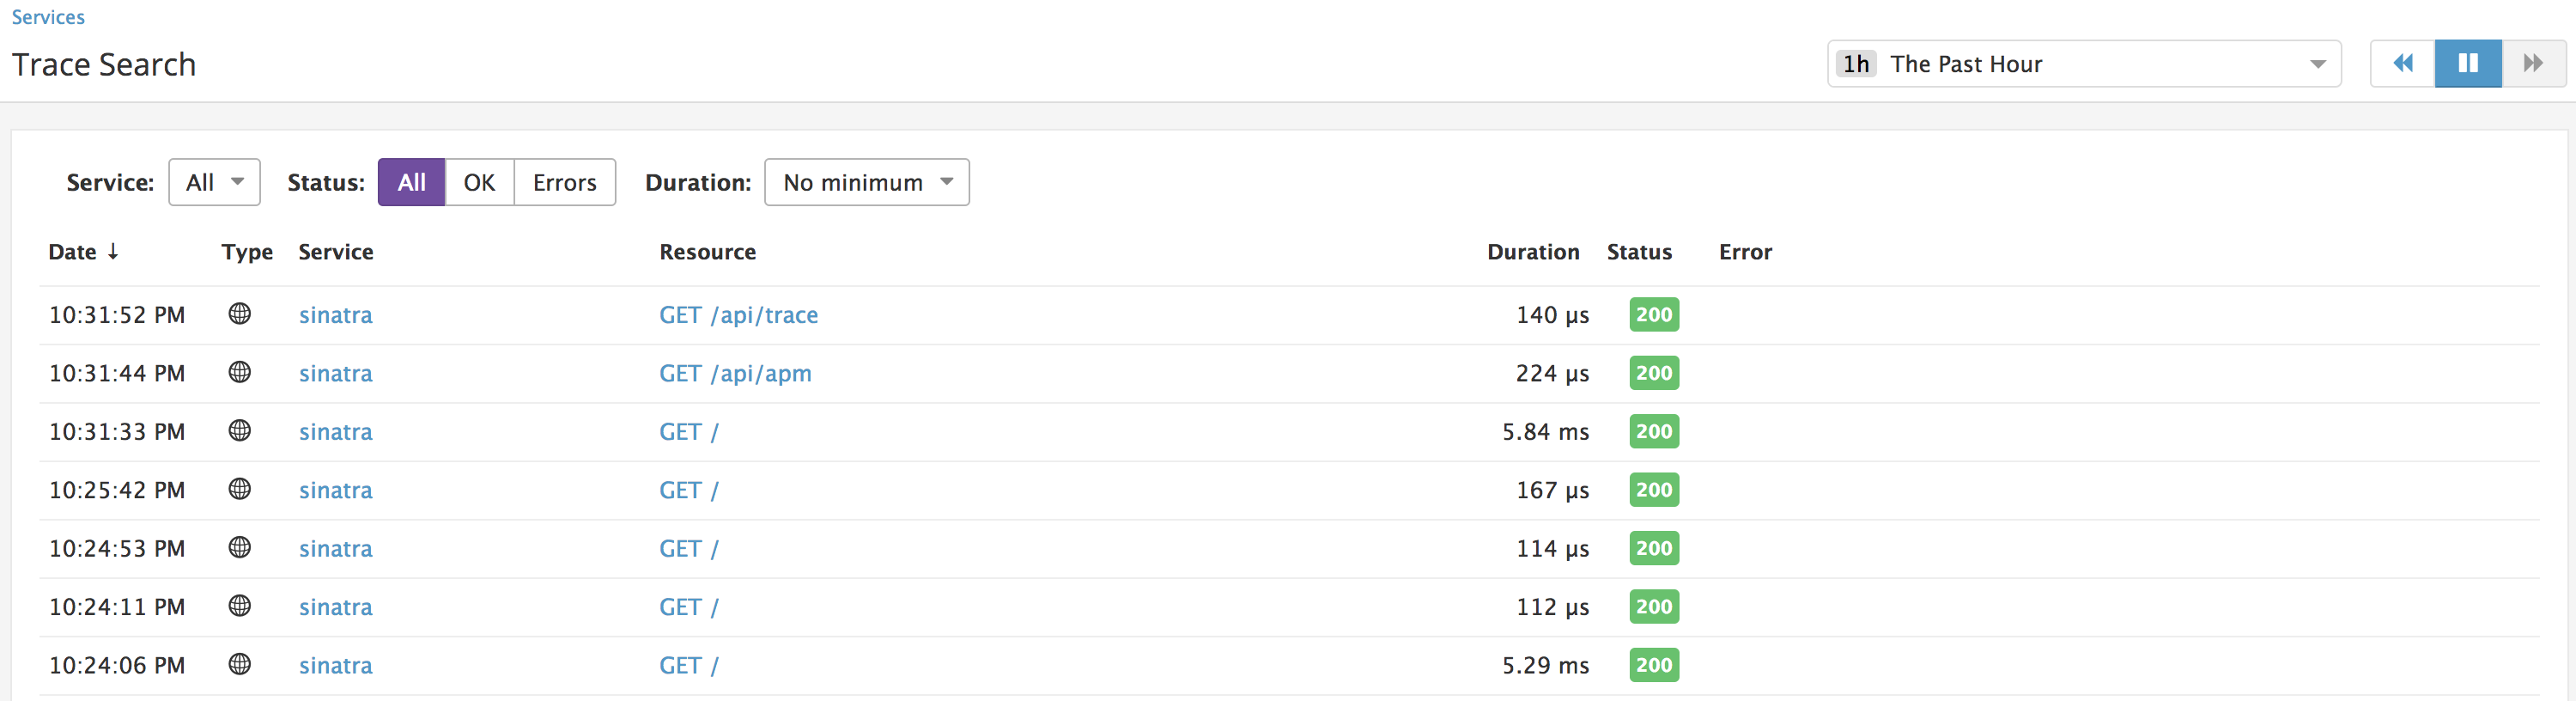 Services
Trace Search
1h The Past Hour
Service: All Status: All OK Errors Duration: No minimum
Date ↓ Type Service Resource Duration Status Error
10:31:52 PM sinatra GET /api/trace 140 µs 200
10:31:44 PM sinatra GET /api/apm 224 µs 200
10:31:33 PM sinatra GET / 5.84 ms 200
10:25:42 PM sinatra GET / 167 µs 200
10:24:53 PM sinatra GET / 114 µs 200
10:24:11 PM sinatra GET / 112 µs 200
10:24:06 PM sinatra GET / 5.29 ms 200